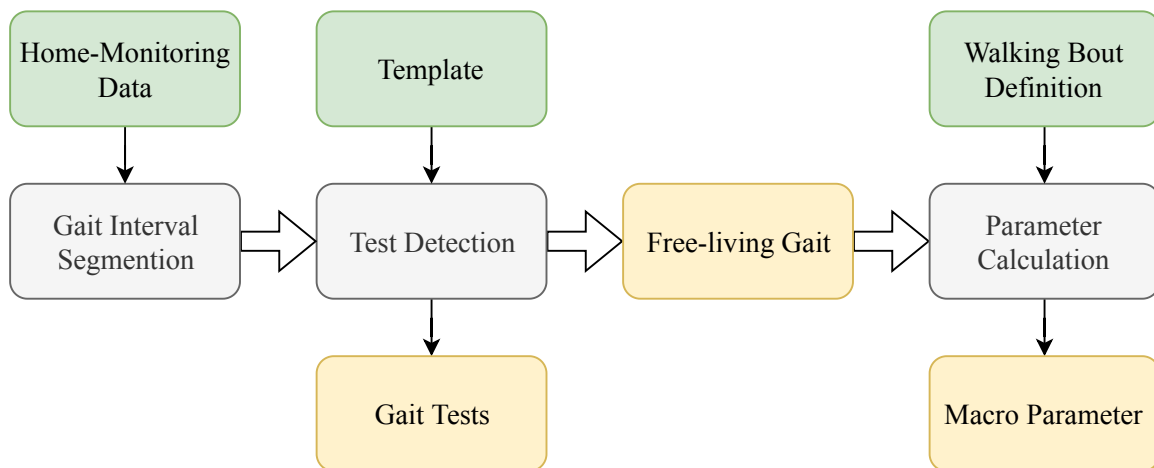 Home-Monitoring
Data
Template
Walking Bout
Definition
Gait Interval
Segmention
Test Detection
Free-living Gait
Parameter
Calculation
Gait Tests
Macro Parameter